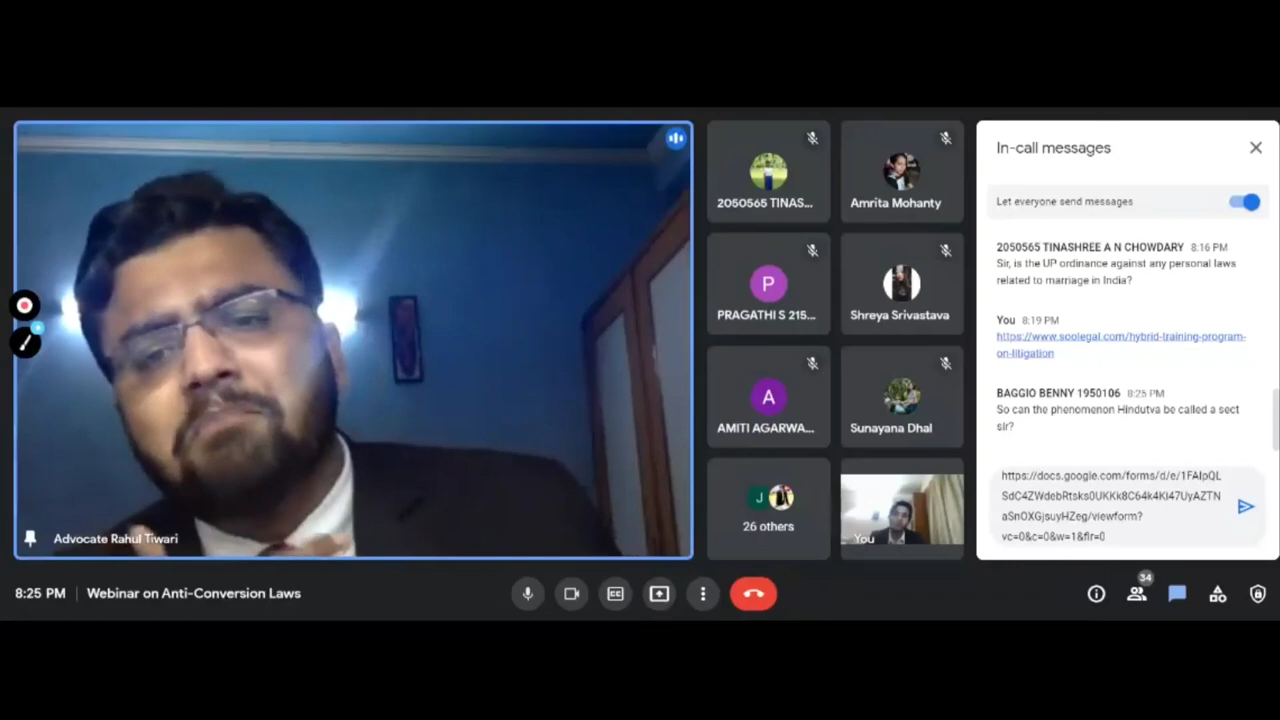 2050565 TINAS...
Amrita Mohanty
P
PRAGATHI S 215...
Shreya Srivastava
A
AMITI AGARWA...
Sunayana Dhal
J
26 others
You
Advocate Rahul Tiwari
In-call messages
Let everyone send messages
2050565 TINASHREE A N CHOWDARY 8:16 PM
Sir, is the UP ordinance against any personal laws
related to marriage in India?
You 8:19 PM
https://www.soolegal.com/hybrid-training-program-
on-litigation
BAGGIO BENNY 1950106 8:25 PM
So can the phenomenon Hindutva be called a sect
sir?
https://docs.google.com/forms/d/e/1FAIpQL
SdC4ZWdebRtsks0UKKk8C64k4KI47UyAZTN
aSnOXGjsuyHZeg/viewform?
vc=0&c=0&w=1&flr=0
8:25 PM | Webinar on Anti-Conversion Laws
CC
34